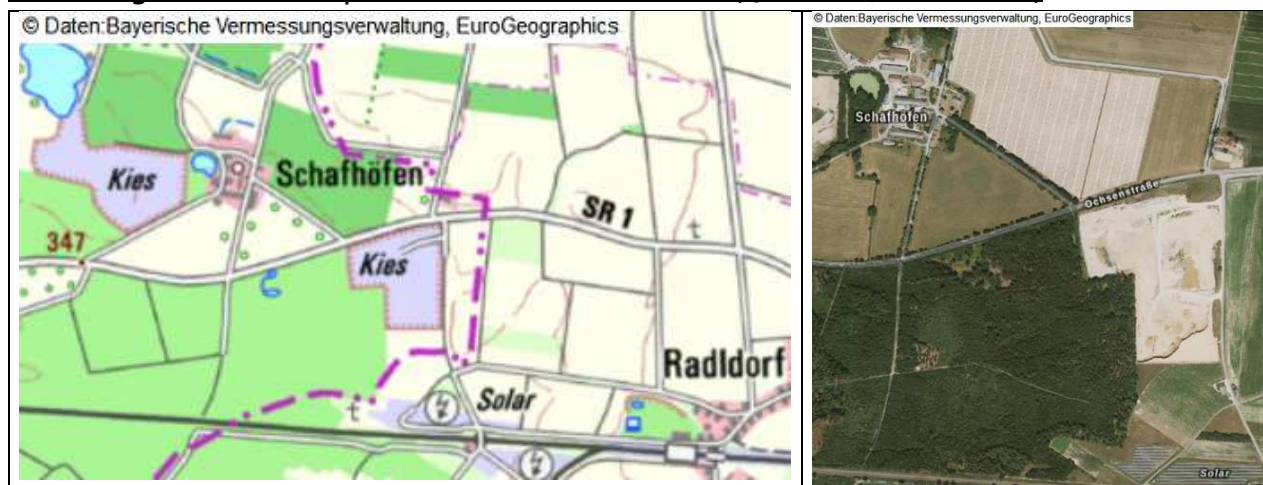 © Daten:Bayerische Vermessungsverwaltung, EuroGeographics
Kies
Schafhöfen
347
Kies
SR 1
t
Radldorf
Solar
t
© Daten:Bayerische Vermessungsverwaltung, EuroGeographics
Schafhöfen
Ochsenstraße
Solar